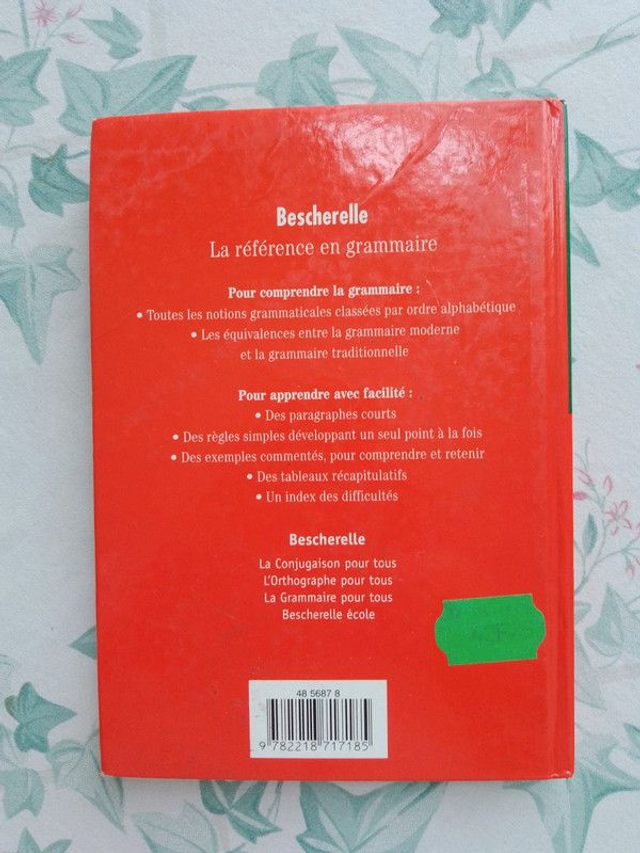 Bescherelle
La référence en grammaire
Pour comprendre la grammaire :
• Toutes les notions grammaticales classées par ordre alphabétique
• Les équivalences entre la grammaire moderne
et la grammaire traditionnelle
Pour apprendre avec facilité :
• Des paragraphes courts
• Des règles simples développant un seul point à la fois
• Des exemples commentés, pour comprendre et retenir
• Des tableaux récapitulatifs
• Un index des difficultés
Bescherelle
La Conjugaison pour tous
L'Orthographe pour tous
La Grammaire pour tous
Bescherelle école
48 5687 8
9 782218 717185